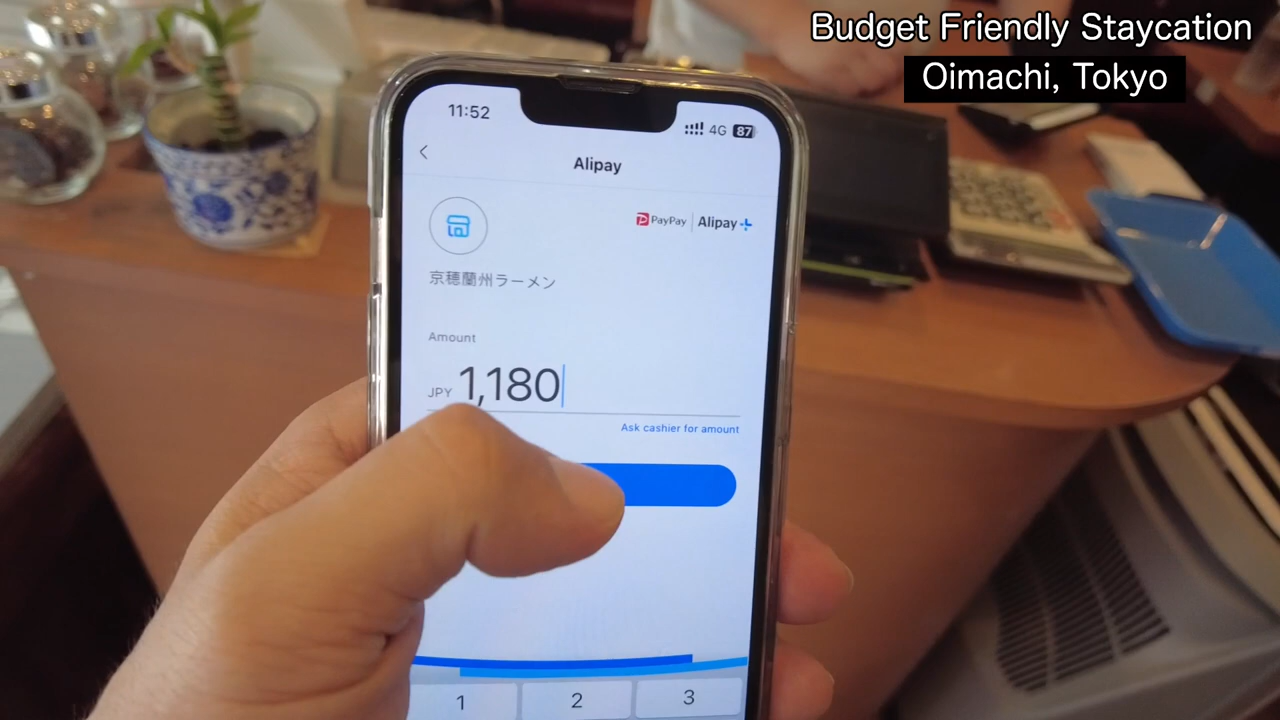 Budget Friendly Staycation
Oimachi, Tokyo
11:52
4G 87
Alipay
PayPay | Alipay+
京穂蘭州ラーメン
Amount
JPY 1,180
Ask cashier for amount
1 2 3